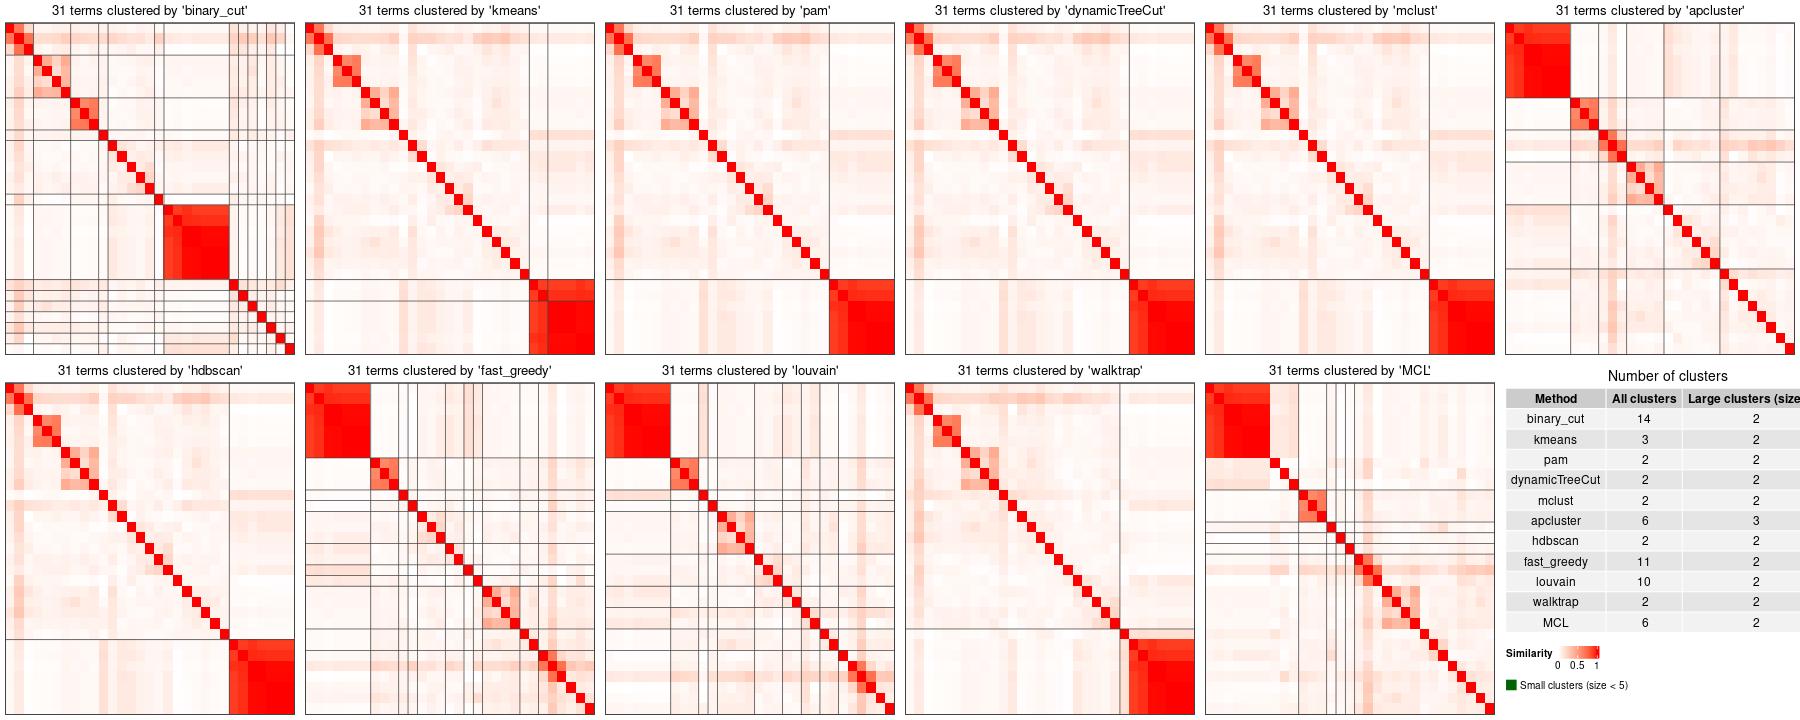 31 terms clustered by 'binary_cut'
31 terms clustered by 'kmeans'
31 terms clustered by 'pam'
31 terms clustered by 'dynamicTreeCut'
31 terms clustered by 'mclust'
31 terms clustered by 'apcluster'
31 terms clustered by 'hdbscan'
31 terms clustered by 'fast_greedy'
31 terms clustered by 'louvain'
31 terms clustered by 'walktrap'
31 terms clustered by 'MCL'
Number of clusters
Method All clusters Large clusters (size
binary_cut 14 2
kmeans 3 2
pam 2 2
dynamicTreeCut 2 2
mclust 2 2
apcluster 6 3
hdbscan 2 2
fast_greedy 11 2
louvain 10 2
walktrap 2 2
MCL 6 2
Similarity
0 0.5 1
Small clusters (size < 5)